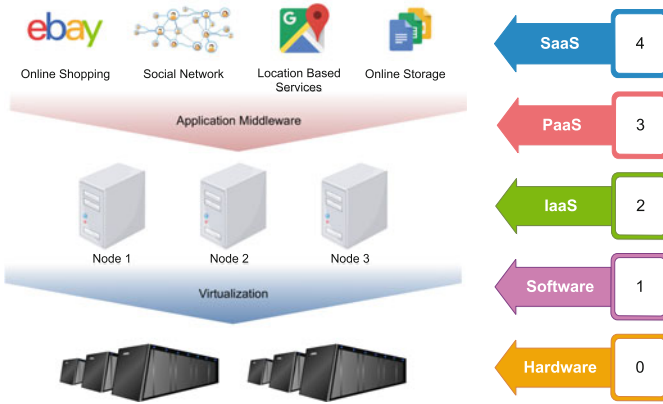 ebay
Online Shopping
Social Network
G
Location Based
Services
Online Storage
SaaS 4
Application Middleware
PaaS 3
IaaS 2
Node 1
Node 2
Node 3
Virtualization
Software 1
Hardware 0